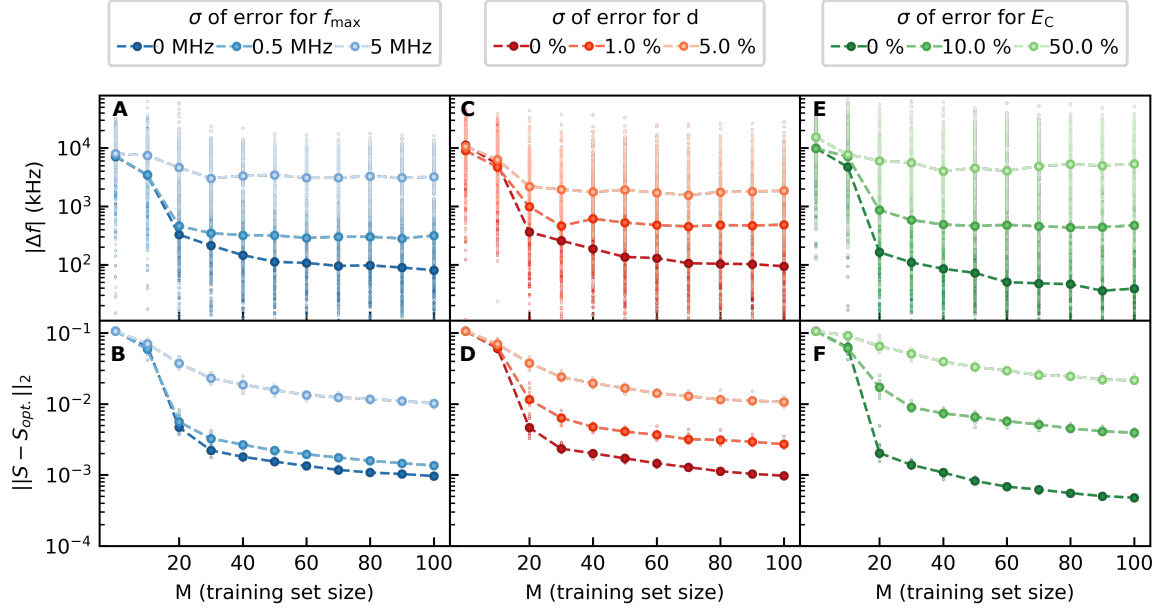 σ of error for f_max
0 MHz 0.5 MHz 5 MHz
σ of error for d
0 % 1.0 % 5.0 %
σ of error for E_C
0 % 10.0 % 50.0 %
A
C
E
|Δf| (kHz)
10^4
10^3
10^2
B
D
F
||S − S_opt.||_2
10^−1
10^−2
10^−3
10^−4
20 40 60 80 100
20 40 60 80 100
20 40 60 80 100
M (training set size)
M (training set size)
M (training set size)